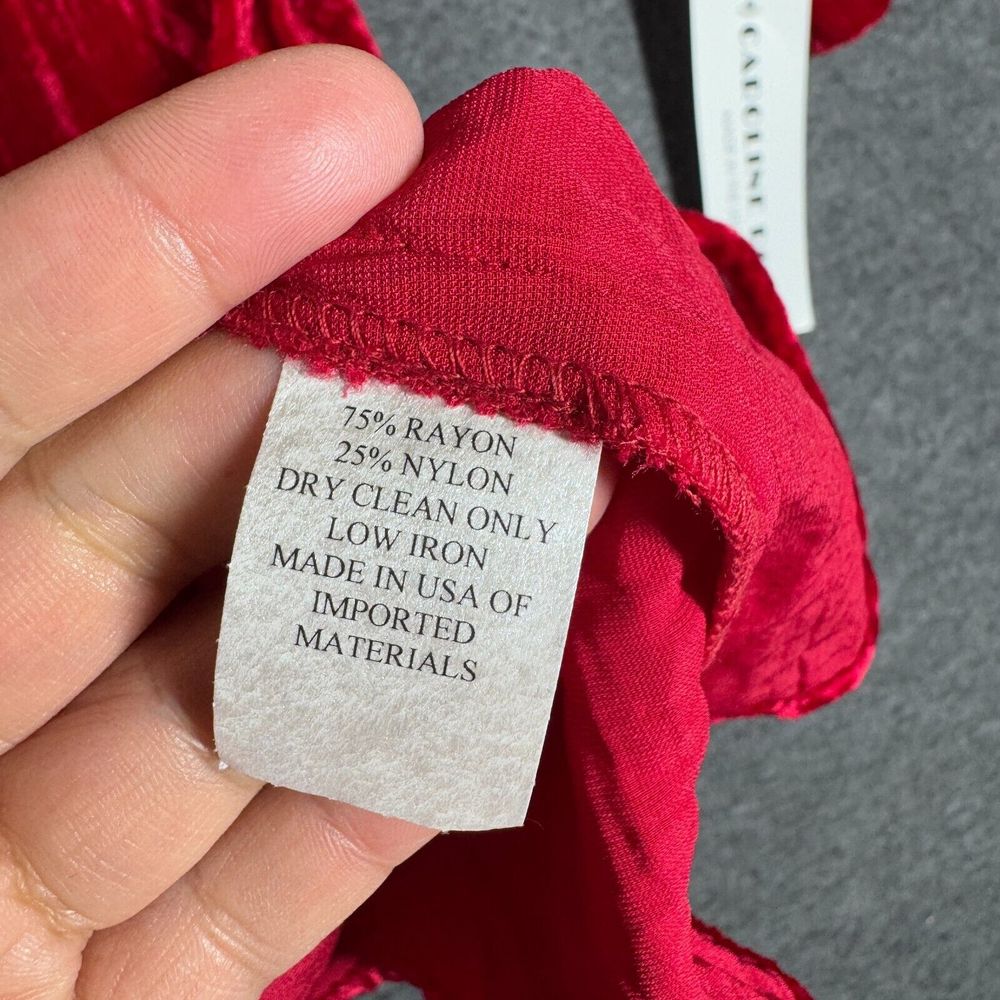 75% RAYON
25% NYLON
DRY CLEAN ONLY
LOW IRON
MADE IN USA OF
IMPORTED
MATERIALS